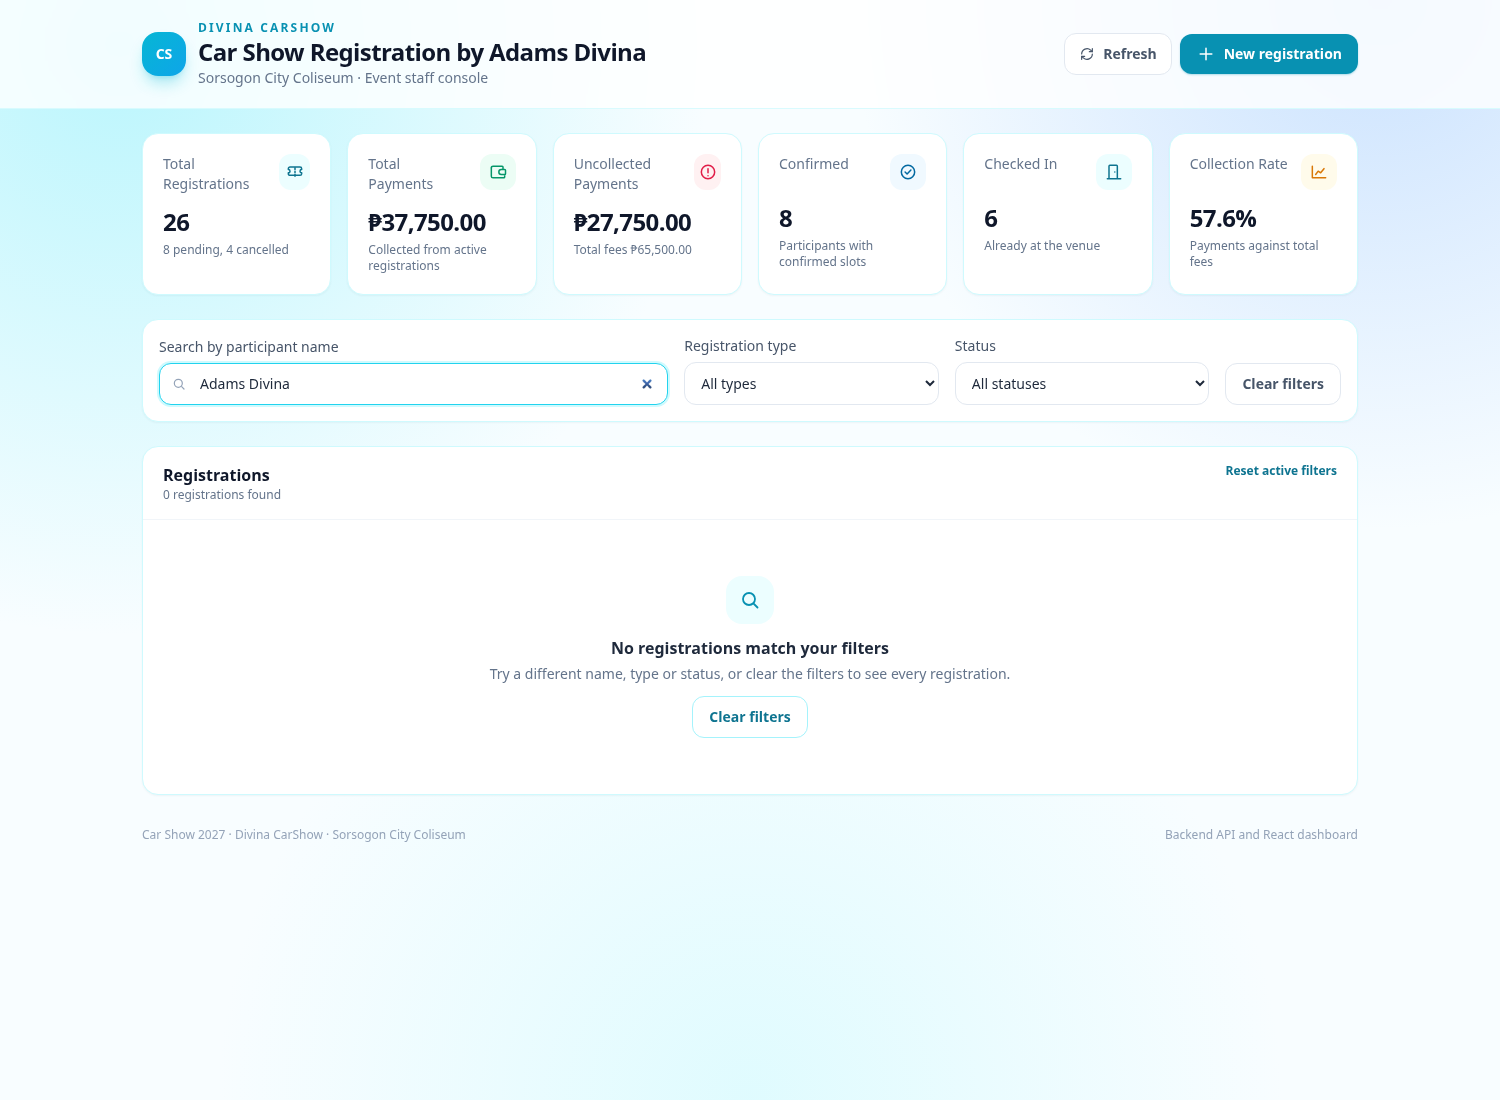 DIVINA CARSHOW
CS
Car Show Registration by Adams Divina
Sorsogon City Coliseum · Event staff console
Refresh
New registration
Total
Registrations
26
8 pending, 4 cancelled
Total
Payments
₱37,750.00
Collected from active
registrations
Uncollected
Payments
₱27,750.00
Total fees ₱65,500.00
Confirmed
8
Participants with
confirmed slots
Checked In
6
Already at the venue
Collection Rate
57.6%
Payments against total
fees
Search by participant name
Adams Divina
Registration type
All types
Status
All statuses
Clear filters
Registrations
0 registrations found
Reset active filters
No registrations match your filters
Try a different name, type or status, or clear the filters to see every registration.
Clear filters
Car Show 2027 · Divina CarShow · Sorsogon City Coliseum
Backend API and React dashboard